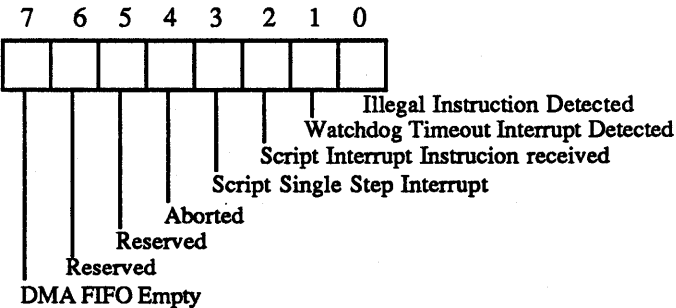 7 6 5 4 3 2 1 0
Illegal Instruction Detected
Watchdog Timeout Interrupt Detected
Script Interrupt Instrucion received
Script Single Step Interrupt
Aborted
Reserved
Reserved
DMA FIFO Empty